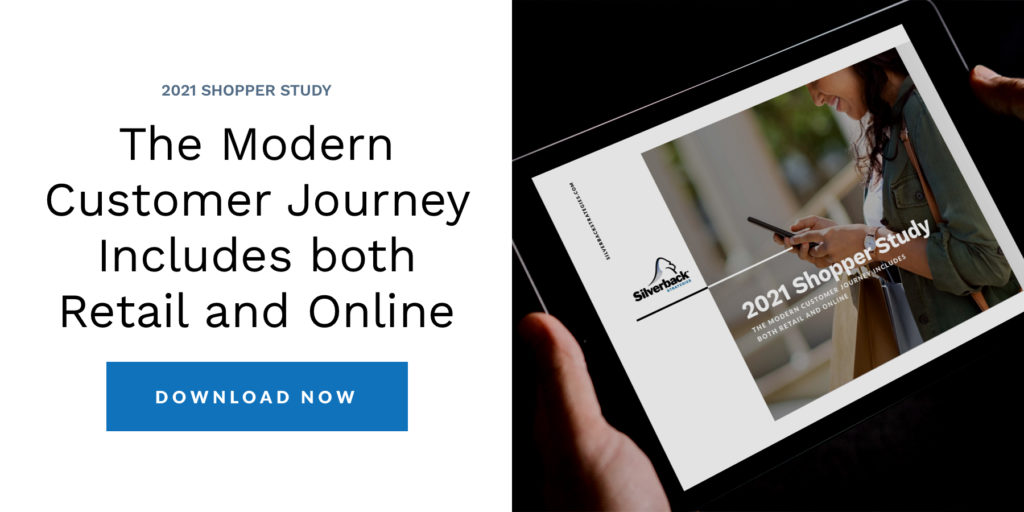 2021 SHOPPER STUDY
The Modern
Customer Journey
Includes both
Retail and Online
DOWNLOAD NOW
SILVERBACKSTRATEGIES.COM
Silverback
STRATEGIES
2021 Shopper Study
THE MODERN CUSTOMER JOURNEY INCLUDES
BOTH RETAIL AND ONLINE